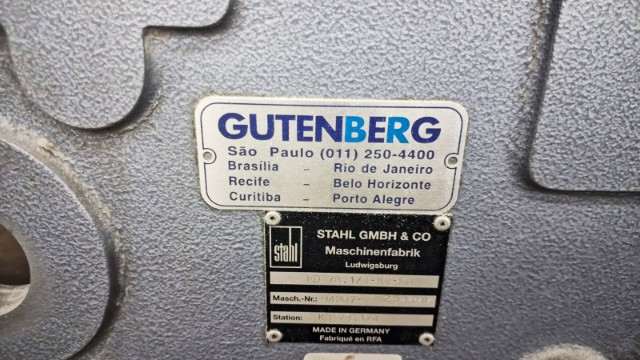 GUTENBERG
São Paulo (011) 250-4400
Brasília - Rio de Janeiro
Recife - Belo Horizonte
Curitiba - Porto Alegre
stahl
STAHL GMBH & CO
Maschinenfabrik
Ludwigsburg
Masch.-Nr.:
Station:
MADE IN GERMANY
Fabriqué en RFA